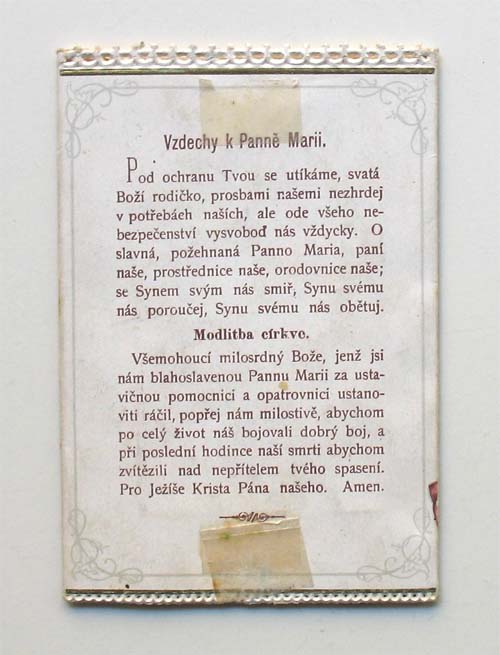 Vzdechy k Panně Marii.
Pod ochranu Tvou se utíkáme, svatá
Boží rodičko, prosbami našemi nezhrdej
v potřebách naších, ale ode všeho ne-
bezpečenství vysvoboď nás vždycky. O
slavná, požehnaná Panno Maria, paní
naše, prostřednice naše, orodovnice naše;
se Synem svým nás smiř, Synu svému
nás poroučej, Synu svému nás obětuj.
Modlitba církve.
Všemohoucí milosrdný Bože, jenž jsi
nám blahoslavenou Pannu Marii za usta-
vičnou pomocnici a opatrovnici ustano-
viti ráčil, popřej nám milostivě, abychom
po celý život náš bojovali dobrý boj, a
při poslední hodince naší smrti abychom
zvítězili nad nepřítelem tvého spasení.
Pro Ježíše Krista Pána našeho. Amen.